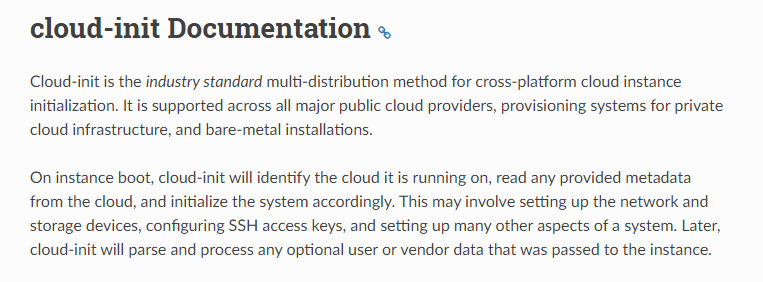 cloud-init Documentation
Cloud-init is the industry standard multi-distribution method for cross-platform cloud instance
initialization. It is supported across all major public cloud providers, provisioning systems for private
cloud infrastructure, and bare-metal installations.
On instance boot, cloud-init will identify the cloud it is running on, read any provided metadata
from the cloud, and initialize the system accordingly. This may involve setting up the network and
storage devices, configuring SSH access keys, and setting up many other aspects of a system. Later,
cloud-init will parse and process any optional user or vendor data that was passed to the instance.